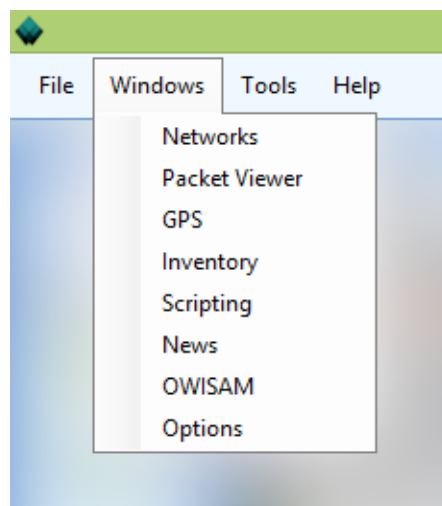 File Windows Tools Help
Networks
Packet Viewer
GPS
Inventory
Scripting
News
OWISAM
Options